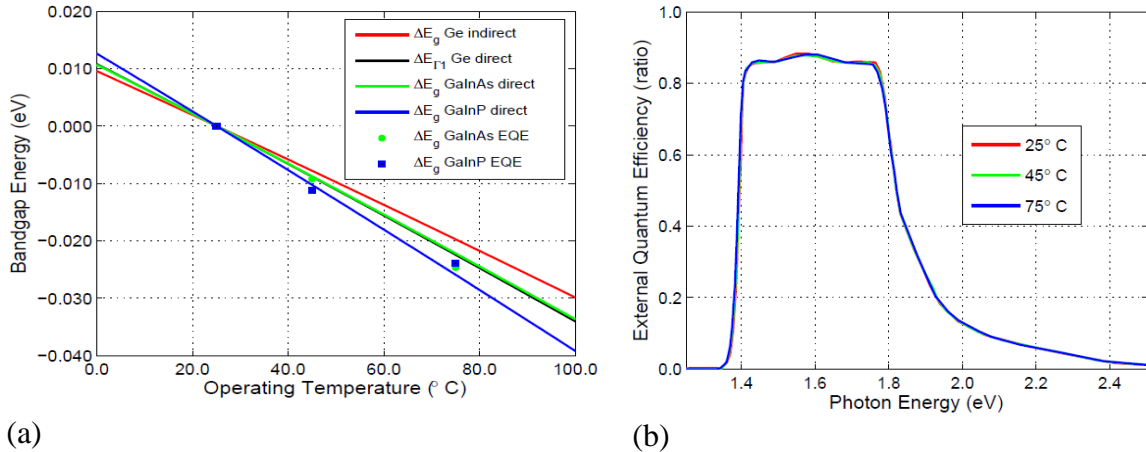 0.020
0.010
0.000
−0.010
−0.020
−0.030
−0.040
Bandgap Energy (eV)
0.0
20.0
40.0
60.0
80.0
100.0
Operating Temperature (° C)
ΔEg Ge indirect
ΔEΓ1 Ge direct
ΔEg GaInAs direct
ΔEg GaInP direct
ΔEg GaInAs EQE
ΔEg GaInP EQE
(a)
1.0
0.8
0.6
0.4
0.2
0.0
External Quantum Efficiency (ratio)
1.4
1.6
1.8
2.0
2.2
2.4
Photon Energy (eV)
25° C
45° C
75° C
(b)